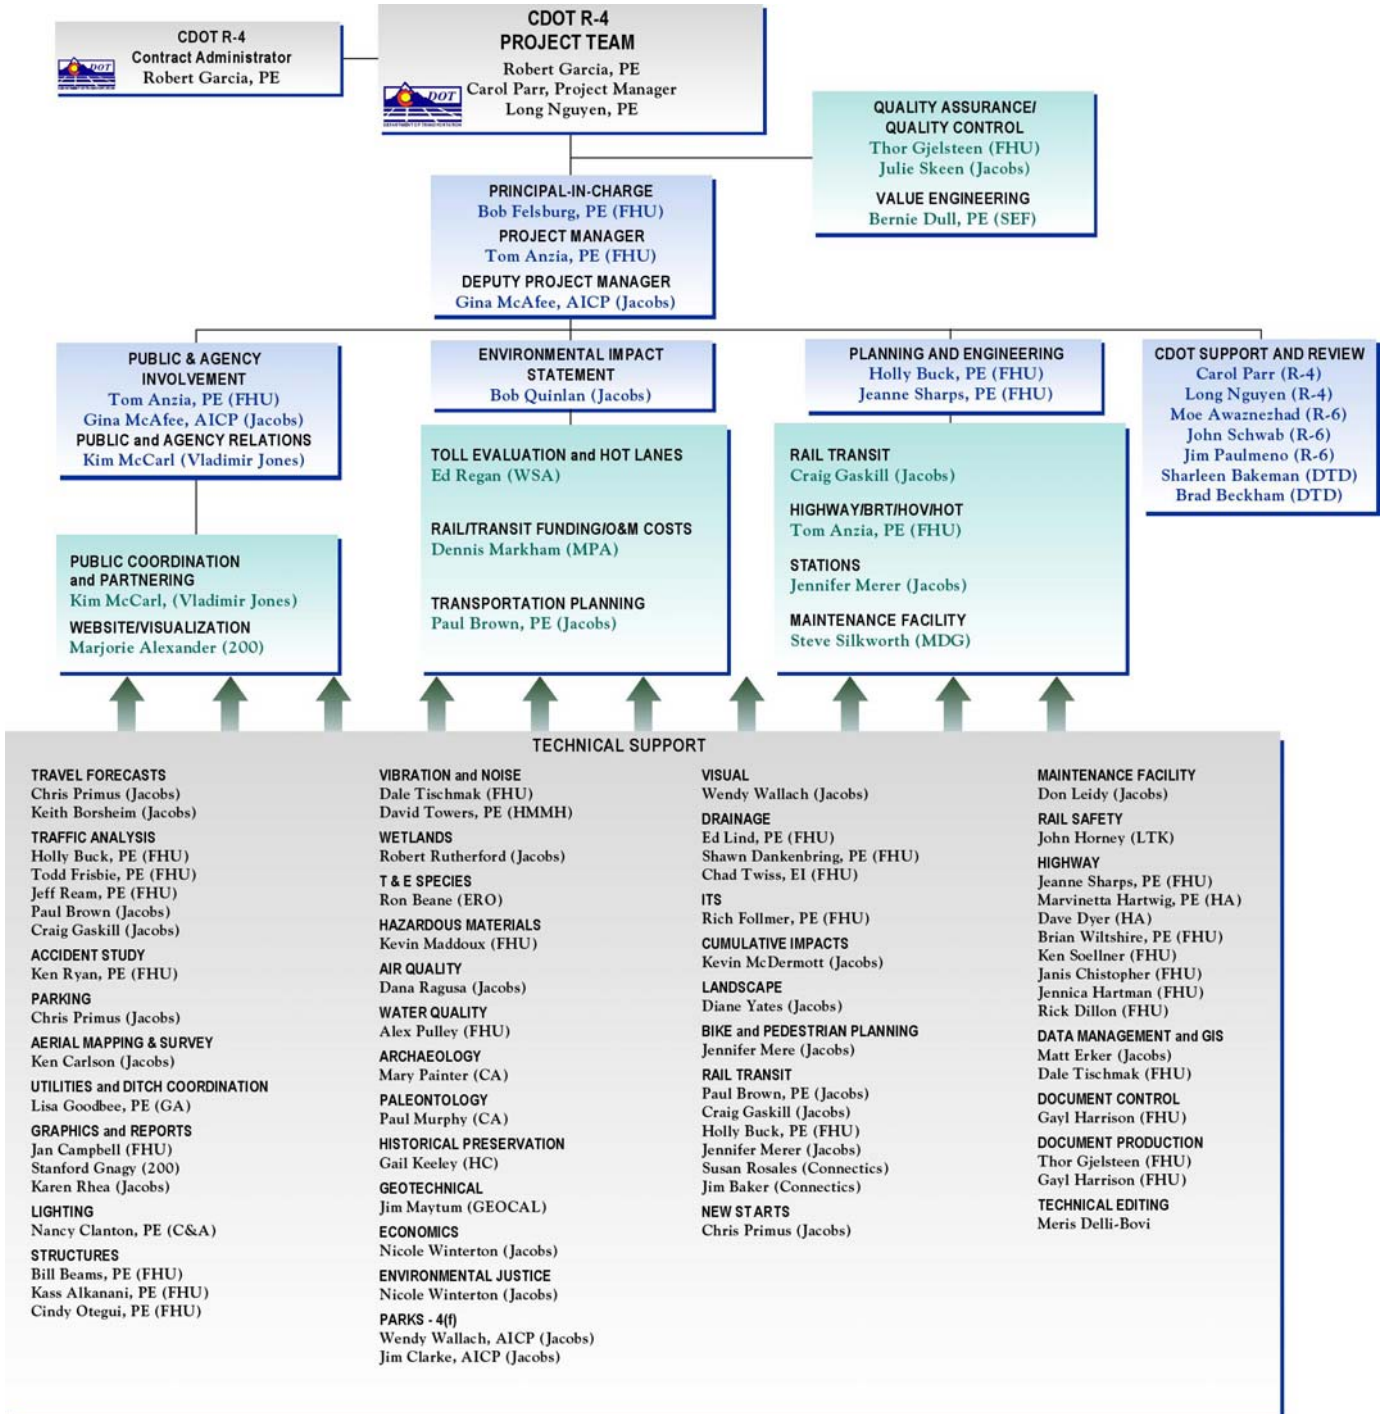 CDOT R-4
Contract Administrator
Robert Garcia, PE
DOT
CDOT R-4
PROJECT TEAM
Robert Garcia, PE
Carol Parr, Project Manager
Long Nguyen, PE
DOT
DEPARTMENT OF TRANSPORTATION
QUALITY ASSURANCE/
QUALITY CONTROL
Thor Gjelsteen (FHU)
Julie Skeen (Jacobs)
VALUE ENGINEERING
Bernie Dull, PE (SEF)
PRINCIPAL-IN-CHARGE
Bob Felsburg, PE (FHU)
PROJECT MANAGER
Tom Anzia, PE (FHU)
DEPUTY PROJECT MANAGER
Gina McAfee, AICP (Jacobs)
PUBLIC & AGENCY
INVOLVEMENT
Tom Anzia, PE (FHU)
Gina McAfee, AICP (Jacobs)
PUBLIC and AGENCY RELATIONS
Kim McCarl (Vladimir Jones)
ENVIRONMENTAL IMPACT
STATEMENT
Bob Quinlan (Jacobs)
PLANNING AND ENGINEERING
Holly Buck, PE (FHU)
Jeanne Sharps, PE (FHU)
CDOT SUPPORT AND REVIEW
Carol Parr (R-4)
Long Nguyen (R-4)
Moe Awaznezhad (R-6)
John Schwab (R-6)
Jim Paulmeno (R-6)
Sharleen Bakeman (DTD)
Brad Beckham (DTD)
PUBLIC COORDINATION
and PARTNERING
Kim McCarl, (Vladimir Jones)
WEBSITE/VISUALIZATION
Marjorie Alexander (200)
TOLL EVALUATION and HOT LANES
Ed Regan (WSA)
RAIL/TRANSIT FUNDING/O&M COSTS
Dennis Markham (MPA)
TRANSPORTATION PLANNING
Paul Brown, PE (Jacobs)
RAIL TRANSIT
Craig Gaskill (Jacobs)
HIGHWAY/BRT/HOV/HOT
Tom Anzia, PE (FHU)
STATIONS
Jennifer Merer (Jacobs)
MAINTENANCE FACILITY
Steve Silkworth (MDG)
TECHNICAL SUPPORT
TRAVEL FORECASTS
Chris Primus (Jacobs)
Keith Borsheim (Jacobs)
TRAFFIC ANALYSIS
Holly Buck, PE (FHU)
Todd Frisbie, PE (FHU)
Jeff Ream, PE (FHU)
Paul Brown (Jacobs)
Craig Gaskill (Jacobs)
ACCIDENT STUDY
Ken Ryan, PE (FHU)
PARKING
Chris Primus (Jacobs)
AERIAL MAPPING & SURVEY
Ken Carlson (Jacobs)
UTILITIES and DITCH COORDINATION
Lisa Goodbee, PE (GA)
GRAPHICS and REPORTS
Jan Campbell (FHU)
Stanford Gnagy (200)
Karen Rhea (Jacobs)
LIGHTING
Nancy Clanton, PE (C&A)
STRUCTURES
Bill Beams, PE (FHU)
Kass Alkanani, PE (FHU)
Cindy Otegui, PE (FHU)
VIBRATION and NOISE
Dale Tischmak (FHU)
David Towers, PE (HMMH)
WETLANDS
Robert Rutherford (Jacobs)
T & E SPECIES
Ron Beane (ERO)
HAZARDOUS MATERIALS
Kevin Maddoux (FHU)
AIR QUALITY
Dana Ragusa (Jacobs)
WATER QUALITY
Alex Pulley (FHU)
ARCHAEOLOGY
Mary Painter (CA)
PALEONTOLOGY
Paul Murphy (CA)
HISTORICAL PRESERVATION
Gail Keeley (HC)
GEOTECHNICAL
Jim Maytum (GEOCAL)
ECONOMICS
Nicole Winterton (Jacobs)
ENVIRONMENTAL JUSTICE
Nicole Winterton (Jacobs)
PARKS - 4(f)
Wendy Wallach, AICP (Jacobs)
Jim Clarke, AICP (Jacobs)
VISUAL
Wendy Wallach (Jacobs)
DRAINAGE
Ed Lind, PE (FHU)
Shawn Dankenbring, PE (FHU)
Chad Twiss, EI (FHU)
ITS
Rich Follmer, PE (FHU)
CUMULATIVE IMPACTS
Kevin McDermott (Jacobs)
LANDSCAPE
Diane Yates (Jacobs)
BIKE and PEDESTRIAN PLANNING
Jennifer Mere (Jacobs)
RAIL TRANSIT
Paul Brown, PE (Jacobs)
Craig Gaskill (Jacobs)
Holly Buck, PE (FHU)
Jennifer Merer (Jacobs)
Susan Rosales (Connectics)
Jim Baker (Connectics)
NEW STARTS
Chris Primus (Jacobs)
MAINTENANCE FACILITY
Don Leidy (Jacobs)
RAIL SAFETY
John Horney (LTK)
HIGHWAY
Jeanne Sharps, PE (FHU)
Marvinetta Hartwig, PE (HA)
Dave Dyer (HA)
Brian Wiltshire, PE (FHU)
Ken Soellner (FHU)
Janis Chistopher (FHU)
Jennica Hartman (FHU)
Rick Dillon (FHU)
DATA MANAGEMENT and GIS
Matt Erker (Jacobs)
Dale Tischmak (FHU)
DOCUMENT CONTROL
Gayl Harrison (FHU)
DOCUMENT PRODUCTION
Thor Gjelsteen (FHU)
Gayl Harrison (FHU)
TECHNICAL EDITING
Meris Delli-Bovi